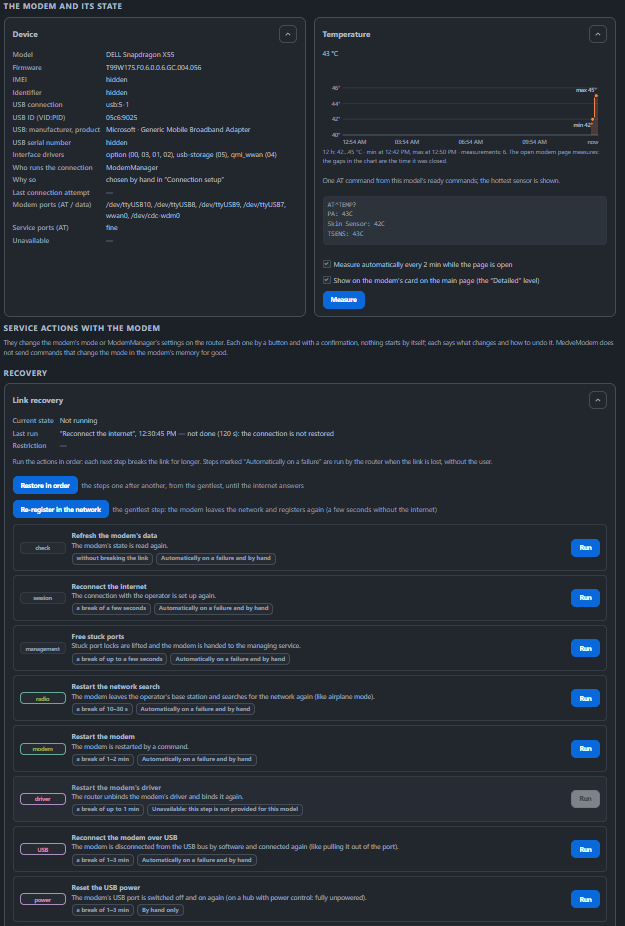 THE MODEM AND ITS STATE
Device
Model DELL Snapdragon X55
Firmware T99W175.F0.6.0.0.6.GC.004.056
IMEI hidden
Identifier hidden
USB connection usb:5-1
USB ID (VID:PID) 05c6:9025
USB: manufacturer, product Microsoft · Generic Mobile Broadband Adapter
USB serial number hidden
Interface drivers option (00, 03, 01, 02), usb-storage (05), qmi_wwan (04)
Who runs the connection ModemManager
Why so chosen by hand in "Connection setup"
Last connection attempt —
Modem ports (AT / data) /dev/ttyUSB10, /dev/ttyUSB8, /dev/ttyUSB9, /dev/ttyUSB7,
wwan0, /dev/cdc-wdm0
Service ports (AT) fine
Unavailable —
Temperature
43 °C
max 45°
46°
44°
42°
min 42°
40°
12:54 AM 03:54 AM 06:54 AM 09:54 AM now
12 h: 42…45 °C · min at 12:42 PM, max at 12:50 PM · measurements: 6. The open modem page measures:
the gaps in the chart are the time it was closed.
One AT command from this model's ready commands; the hottest sensor is shown.
AT^TEMP?
PA: 43C
Skin Sensor: 42C
TSENS: 43C
Measure automatically every 2 min while the page is open
Show on the modem's card on the main page (the "Detailed" level)
Measure
SERVICE ACTIONS WITH THE MODEM
They change the modem's mode or ModemManager's settings on the router. Each one by a button and with a confirmation, nothing starts by itself; each says what changes and how to undo it. MedveModem does
not send commands that change the mode in the modem's memory for good.
RECOVERY
Link recovery
Current state Not running
Last run "Reconnect the internet", 12:30:45 PM — not done (120 s): the connection is not restored
Restriction —
Run the actions in order: each next step breaks the link for longer. Steps marked "Automatically on a failure" are run by the router when the link is lost, without the user.
Restore in order the steps one after another, from the gentlest, until the internet answers
Re-register in the network the gentlest step: the modem leaves the network and registers again (a few seconds without the internet)
check
Refresh the modem's data
The modem's state is read again.
without breaking the link Automatically on a failure and by hand
Run
session
Reconnect the internet
The connection with the operator is set up again.
a break of a few seconds Automatically on a failure and by hand
Run
management
Free stuck ports
Stuck port locks are lifted and the modem is handed to the managing service.
a break of up to a few seconds Automatically on a failure and by hand
Run
radio
Restart the network search
The modem leaves the operator's base station and searches for the network again (like airplane mode).
a break of 10–30 s Automatically on a failure and by hand
Run
modem
Restart the modem
The modem is restarted by a command.
a break of 1–2 min Automatically on a failure and by hand
Run
driver
Restart the modem's driver
The router unbinds the modem's driver and binds it again.
a break of up to 1 min Unavailable: this step is not provided for this model
Run
USB
Reconnect the modem over USB
The modem is disconnected from the USB bus by software and connected again (like pulling it out of the port).
a break of 1–3 min Automatically on a failure and by hand
Run
power
Reset the USB power
The modem's USB port is switched off and on again (on a hub with power control: fully unpowered).
a break of 1–3 min By hand only
Run